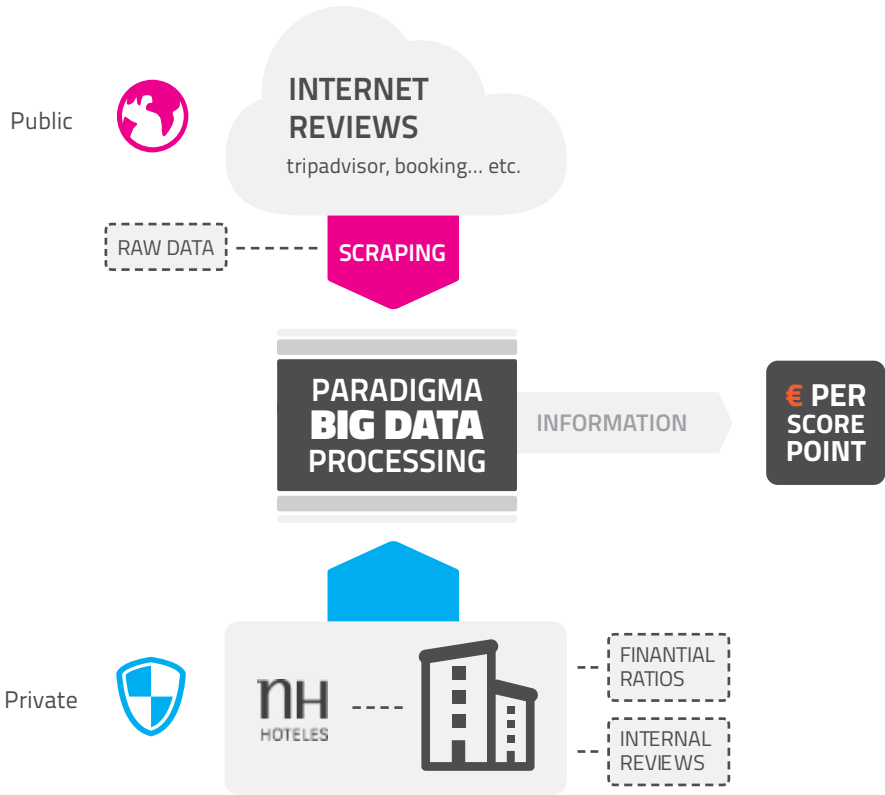 Public
INTERNET
REVIEWS
tripadvisor, booking... etc.
RAW DATA
SCRAPING
PARADIGMA
BIG DATA
PROCESSING
INFORMATION
€ PER
SCORE
POINT
Private
nH
HOTELES
FINANTIAL
RATIOS
INTERNAL
REVIEWS